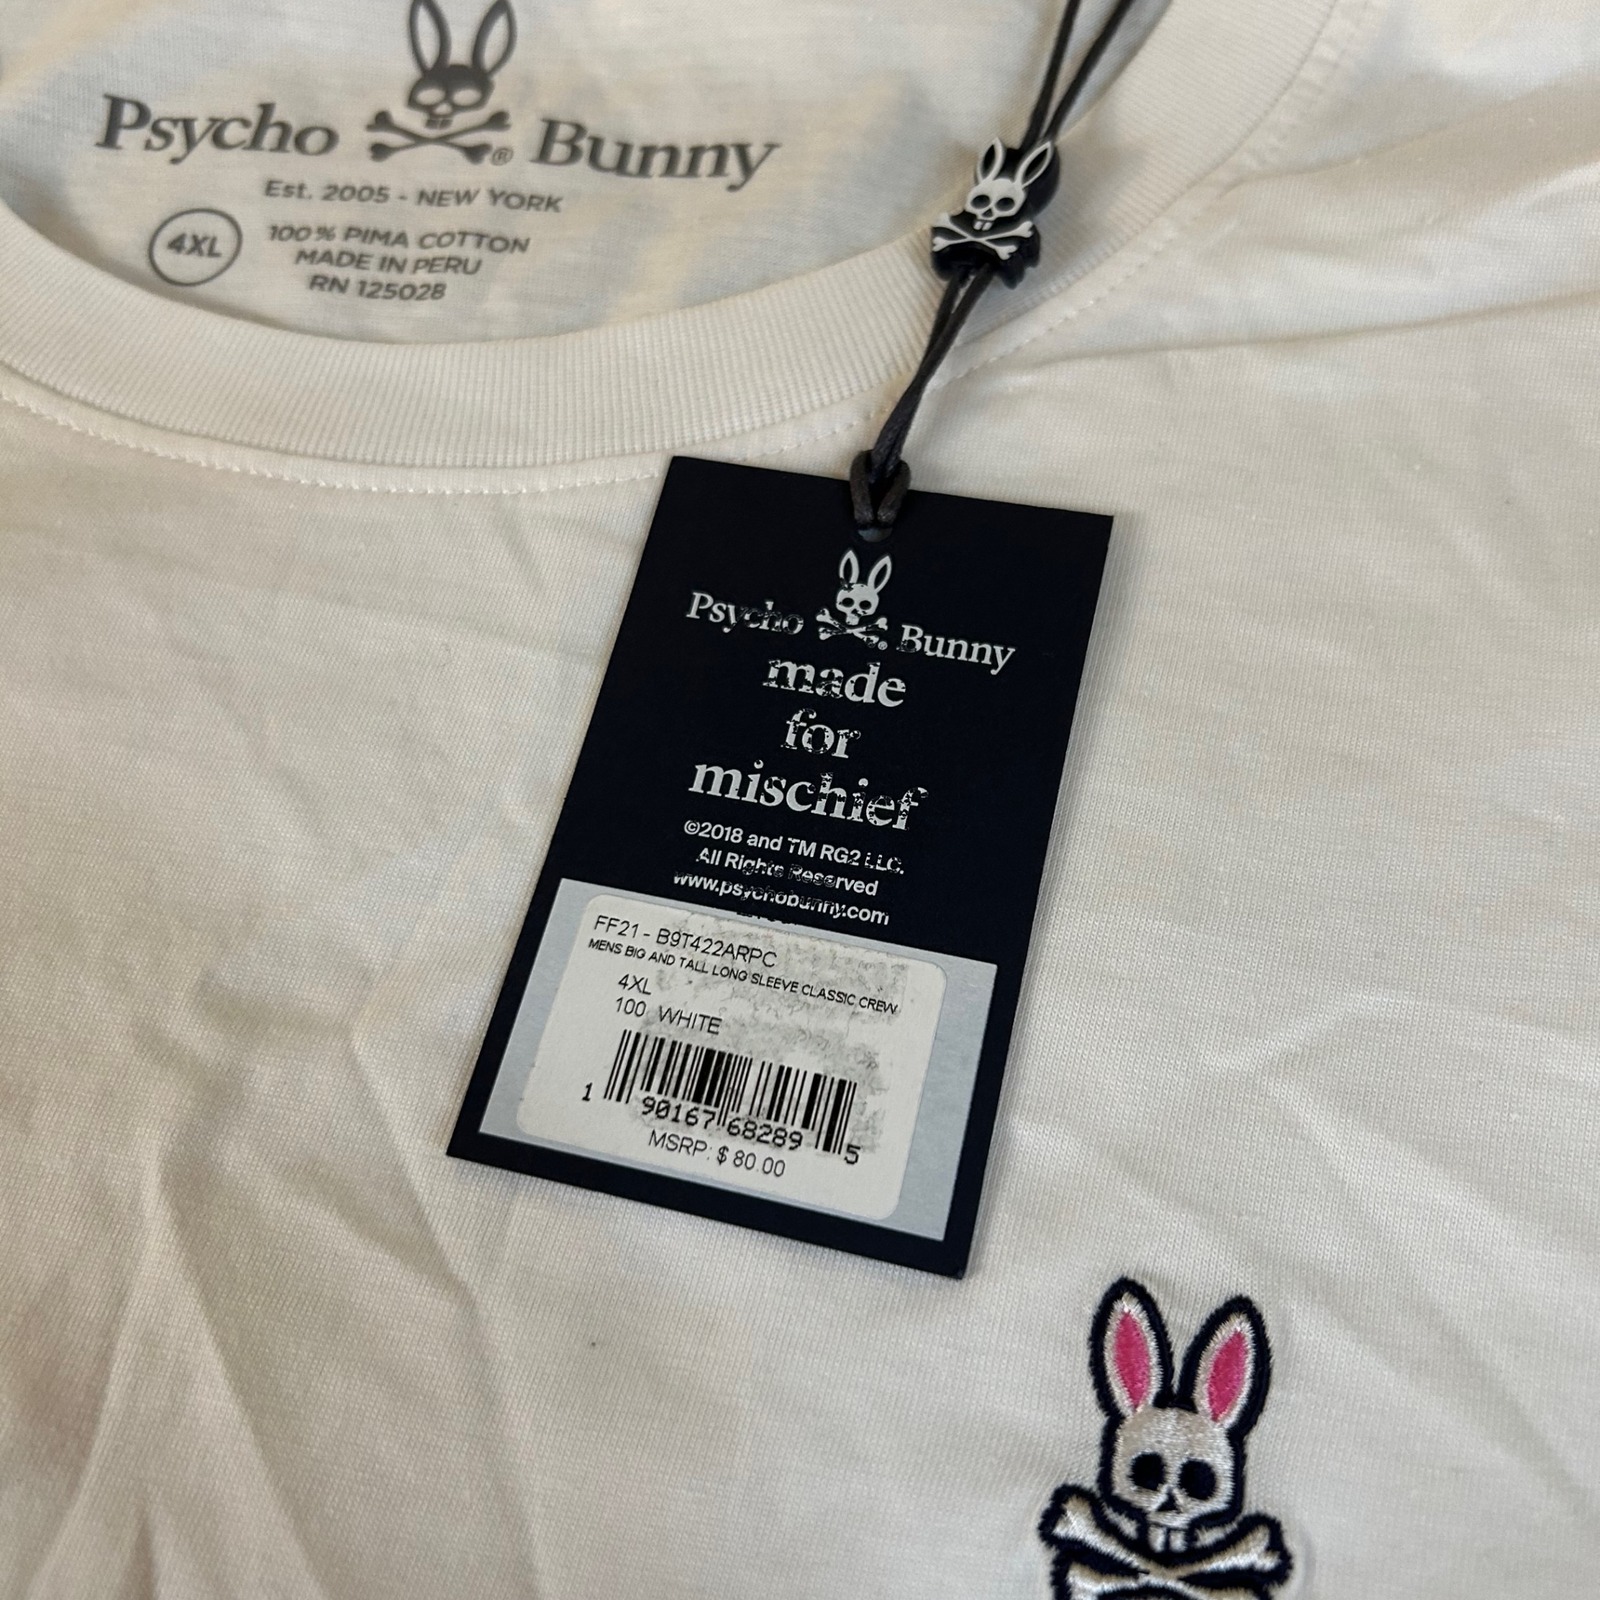 Psycho Bunny
®
Est. 2005 - NEW YORK
4XL
100% PIMA COTTON
MADE IN PERU
RN 125028
Psycho Bunny
®
made
for
mischief
©2018 and TM RG2 LLC.
All Rights Reserved
www.psychobunny.com
FF21 - B9T422ARPC
MENS BIG AND TALL LONG SLEEVE CLASSIC CREW
4XL
100 WHITE
1 90167 68289 5
MSRP: $ 80.00